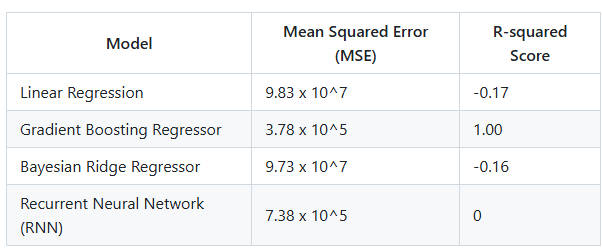 Model Mean Squared Error (MSE) R-squared Score
Linear Regression 9.83 x 10^7 -0.17
Gradient Boosting Regressor 3.78 x 10^5 1.00
Bayesian Ridge Regressor 9.73 x 10^7 -0.16
Recurrent Neural Network (RNN) 7.38 x 10^5 0